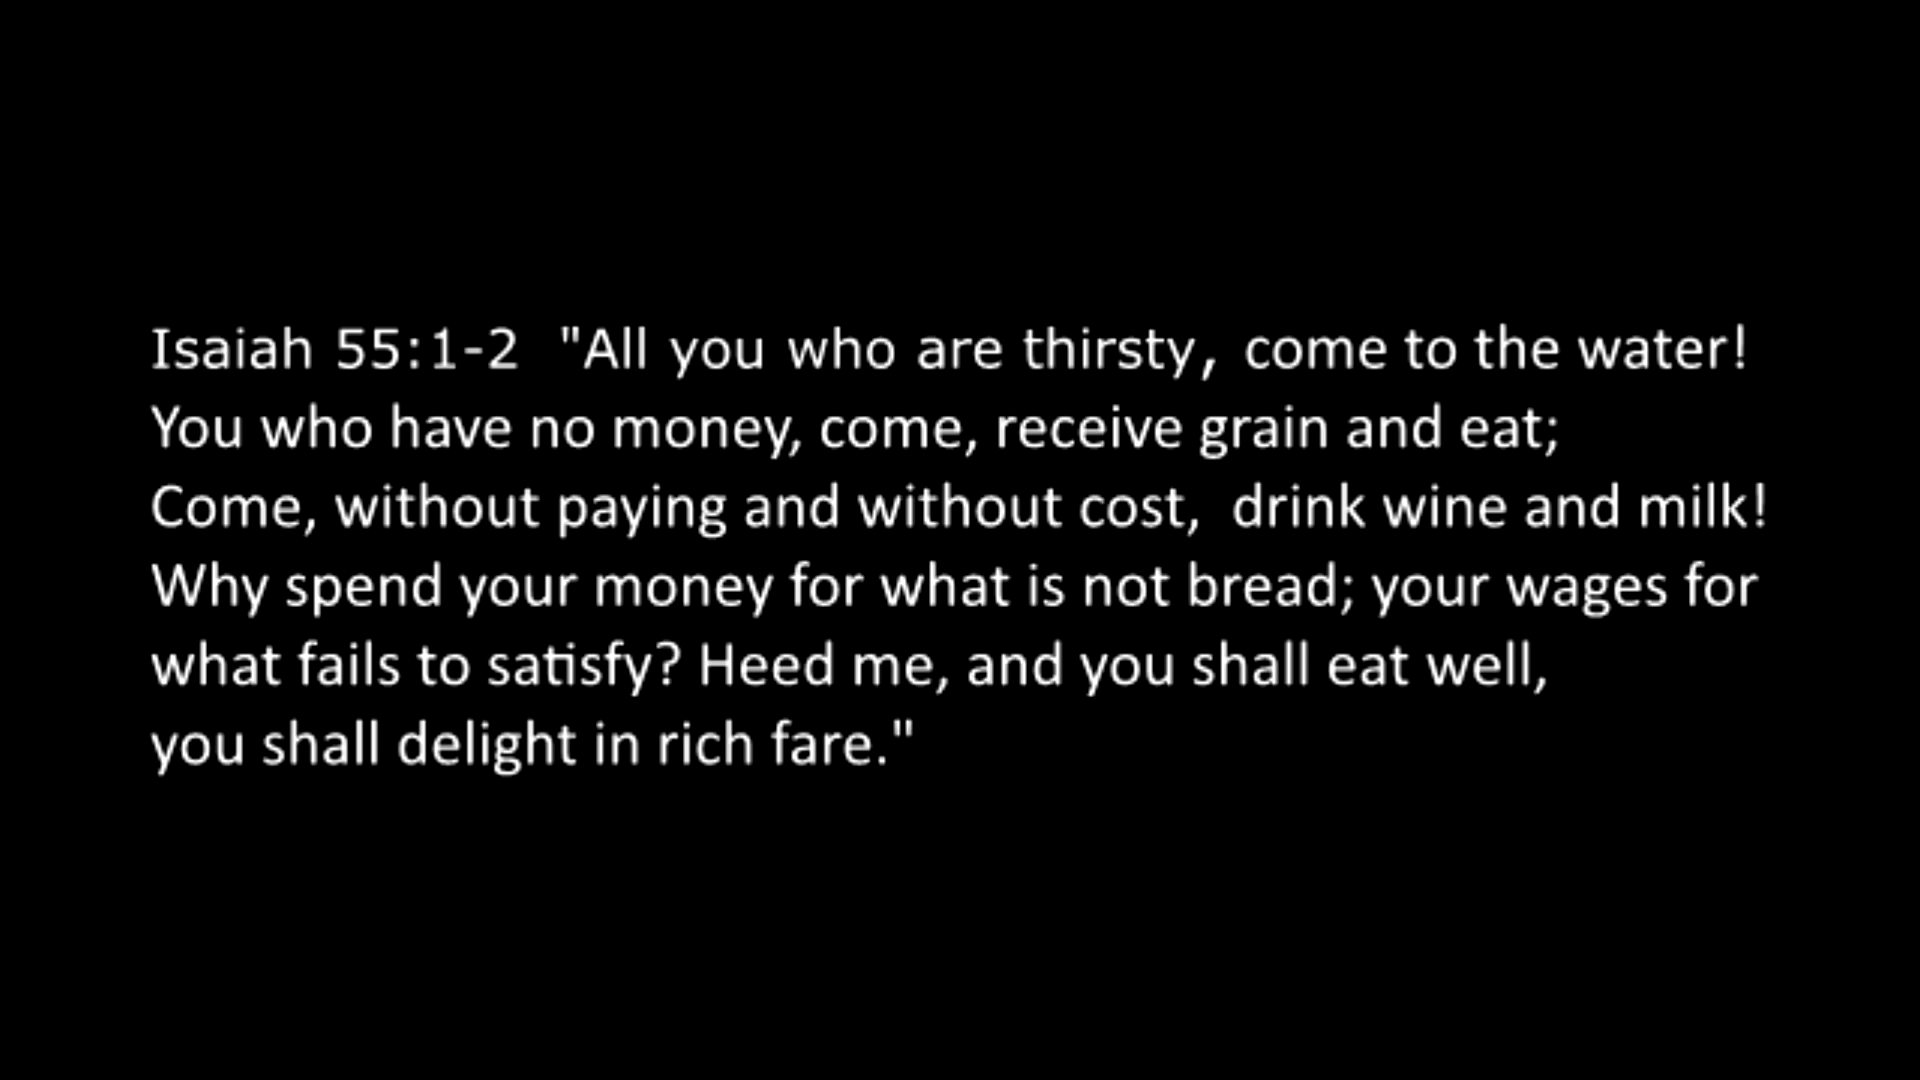 Isaiah 55:1-2  "All you who are thirsty, come to the water!
You who have no money, come, receive grain and eat;
Come, without paying and without cost,  drink wine and milk!
Why spend your money for what is not bread; your wages for
what fails to satisfy? Heed me, and you shall eat well,
you shall delight in rich fare."